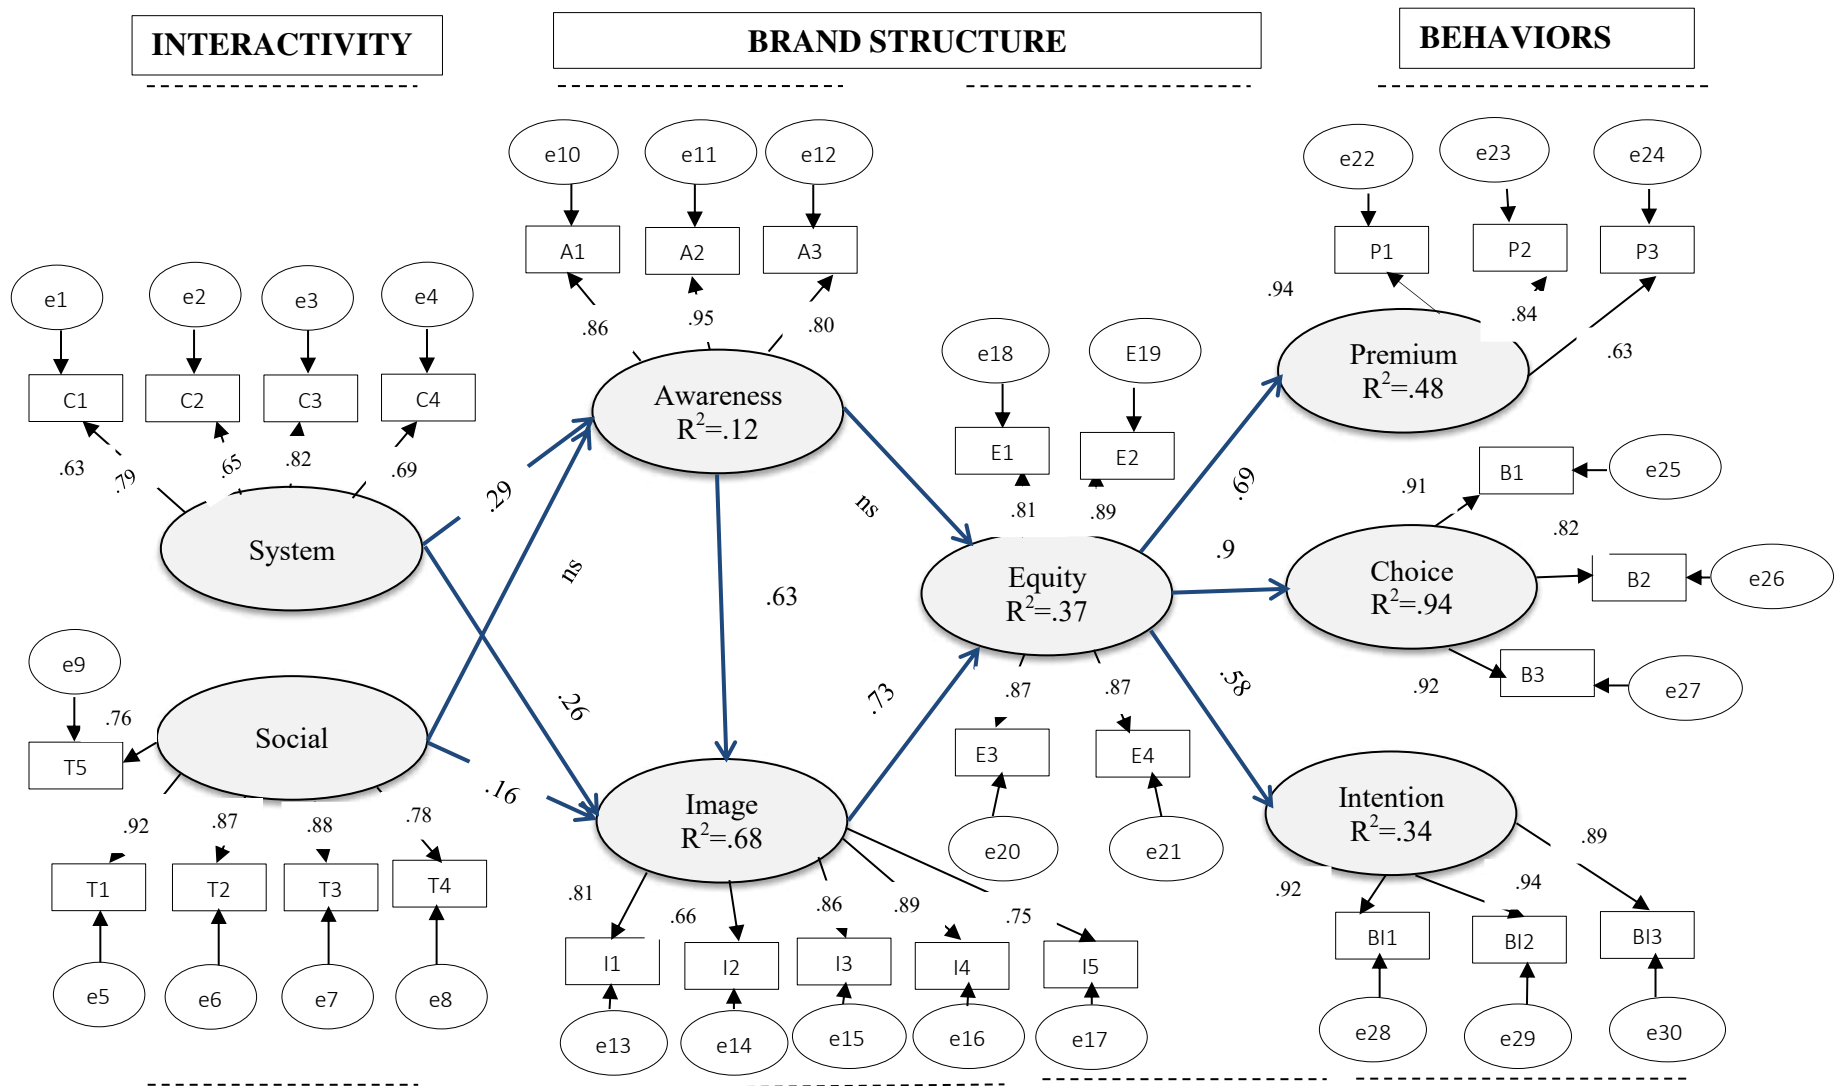 INTERACTIVITY
BRAND STRUCTURE
BEHAVIORS
e10
e11
e12
e22
e23
e24
A1
A2
A3
P1
P2
P3
e1
e2
e3
e4
.86
.95
.80
.94
.84
.63
C1
C2
C3
C4
e18
E19
Awareness
R²=.12
Premium
R²=.48
.63
.79
.65
.82
.69
E1
E2
B1
e25
.29
ns
.81
.89
.69
.91
.82
System
ns
.63
Equity
R²=.37
.9
Choice
R²=.94
B2
e26
e9
.76
T5
Social
.26
.16
.73
.87
.87
.58
.92
B3
e27
E3
E4
Image
R²=.68
Intention
R²=.34
.92
.87
.88
.78
e20
e21
.89
T1
T2
T3
T4
.81
.66
.86
.89
.75
.92
.94
I1
I2
I3
I4
I5
BI1
BI2
BI3
e5
e6
e7
e8
e13
e14
e15
e16
e17
e28
e29
e30